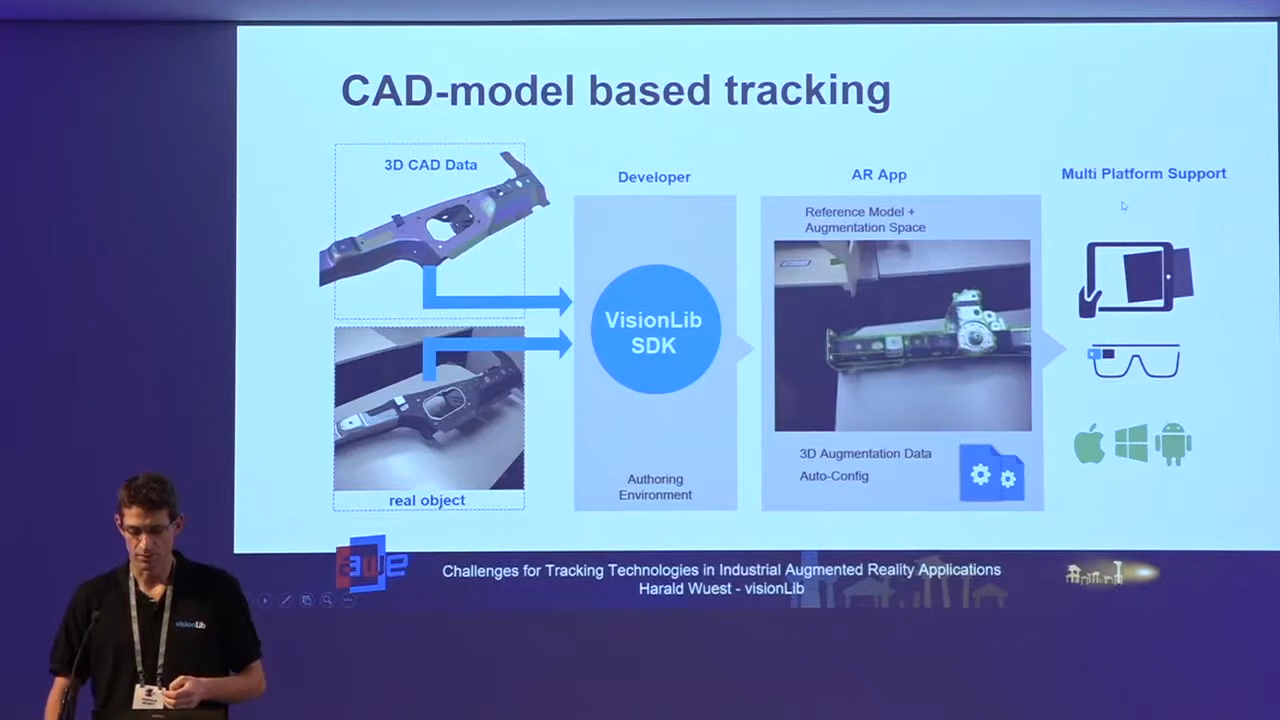 CAD-model based tracking
3D CAD Data
real object
Developer
VisionLib
SDK
Authoring
Environment
AR App
Reference Model +
Augmentation Space
3D Augmentation Data
Auto-Config
Multi Platform Support
awe
Challenges for Tracking Technologies in Industrial Augmented Reality Applications
Harald Wuest - visionLib
visionLib